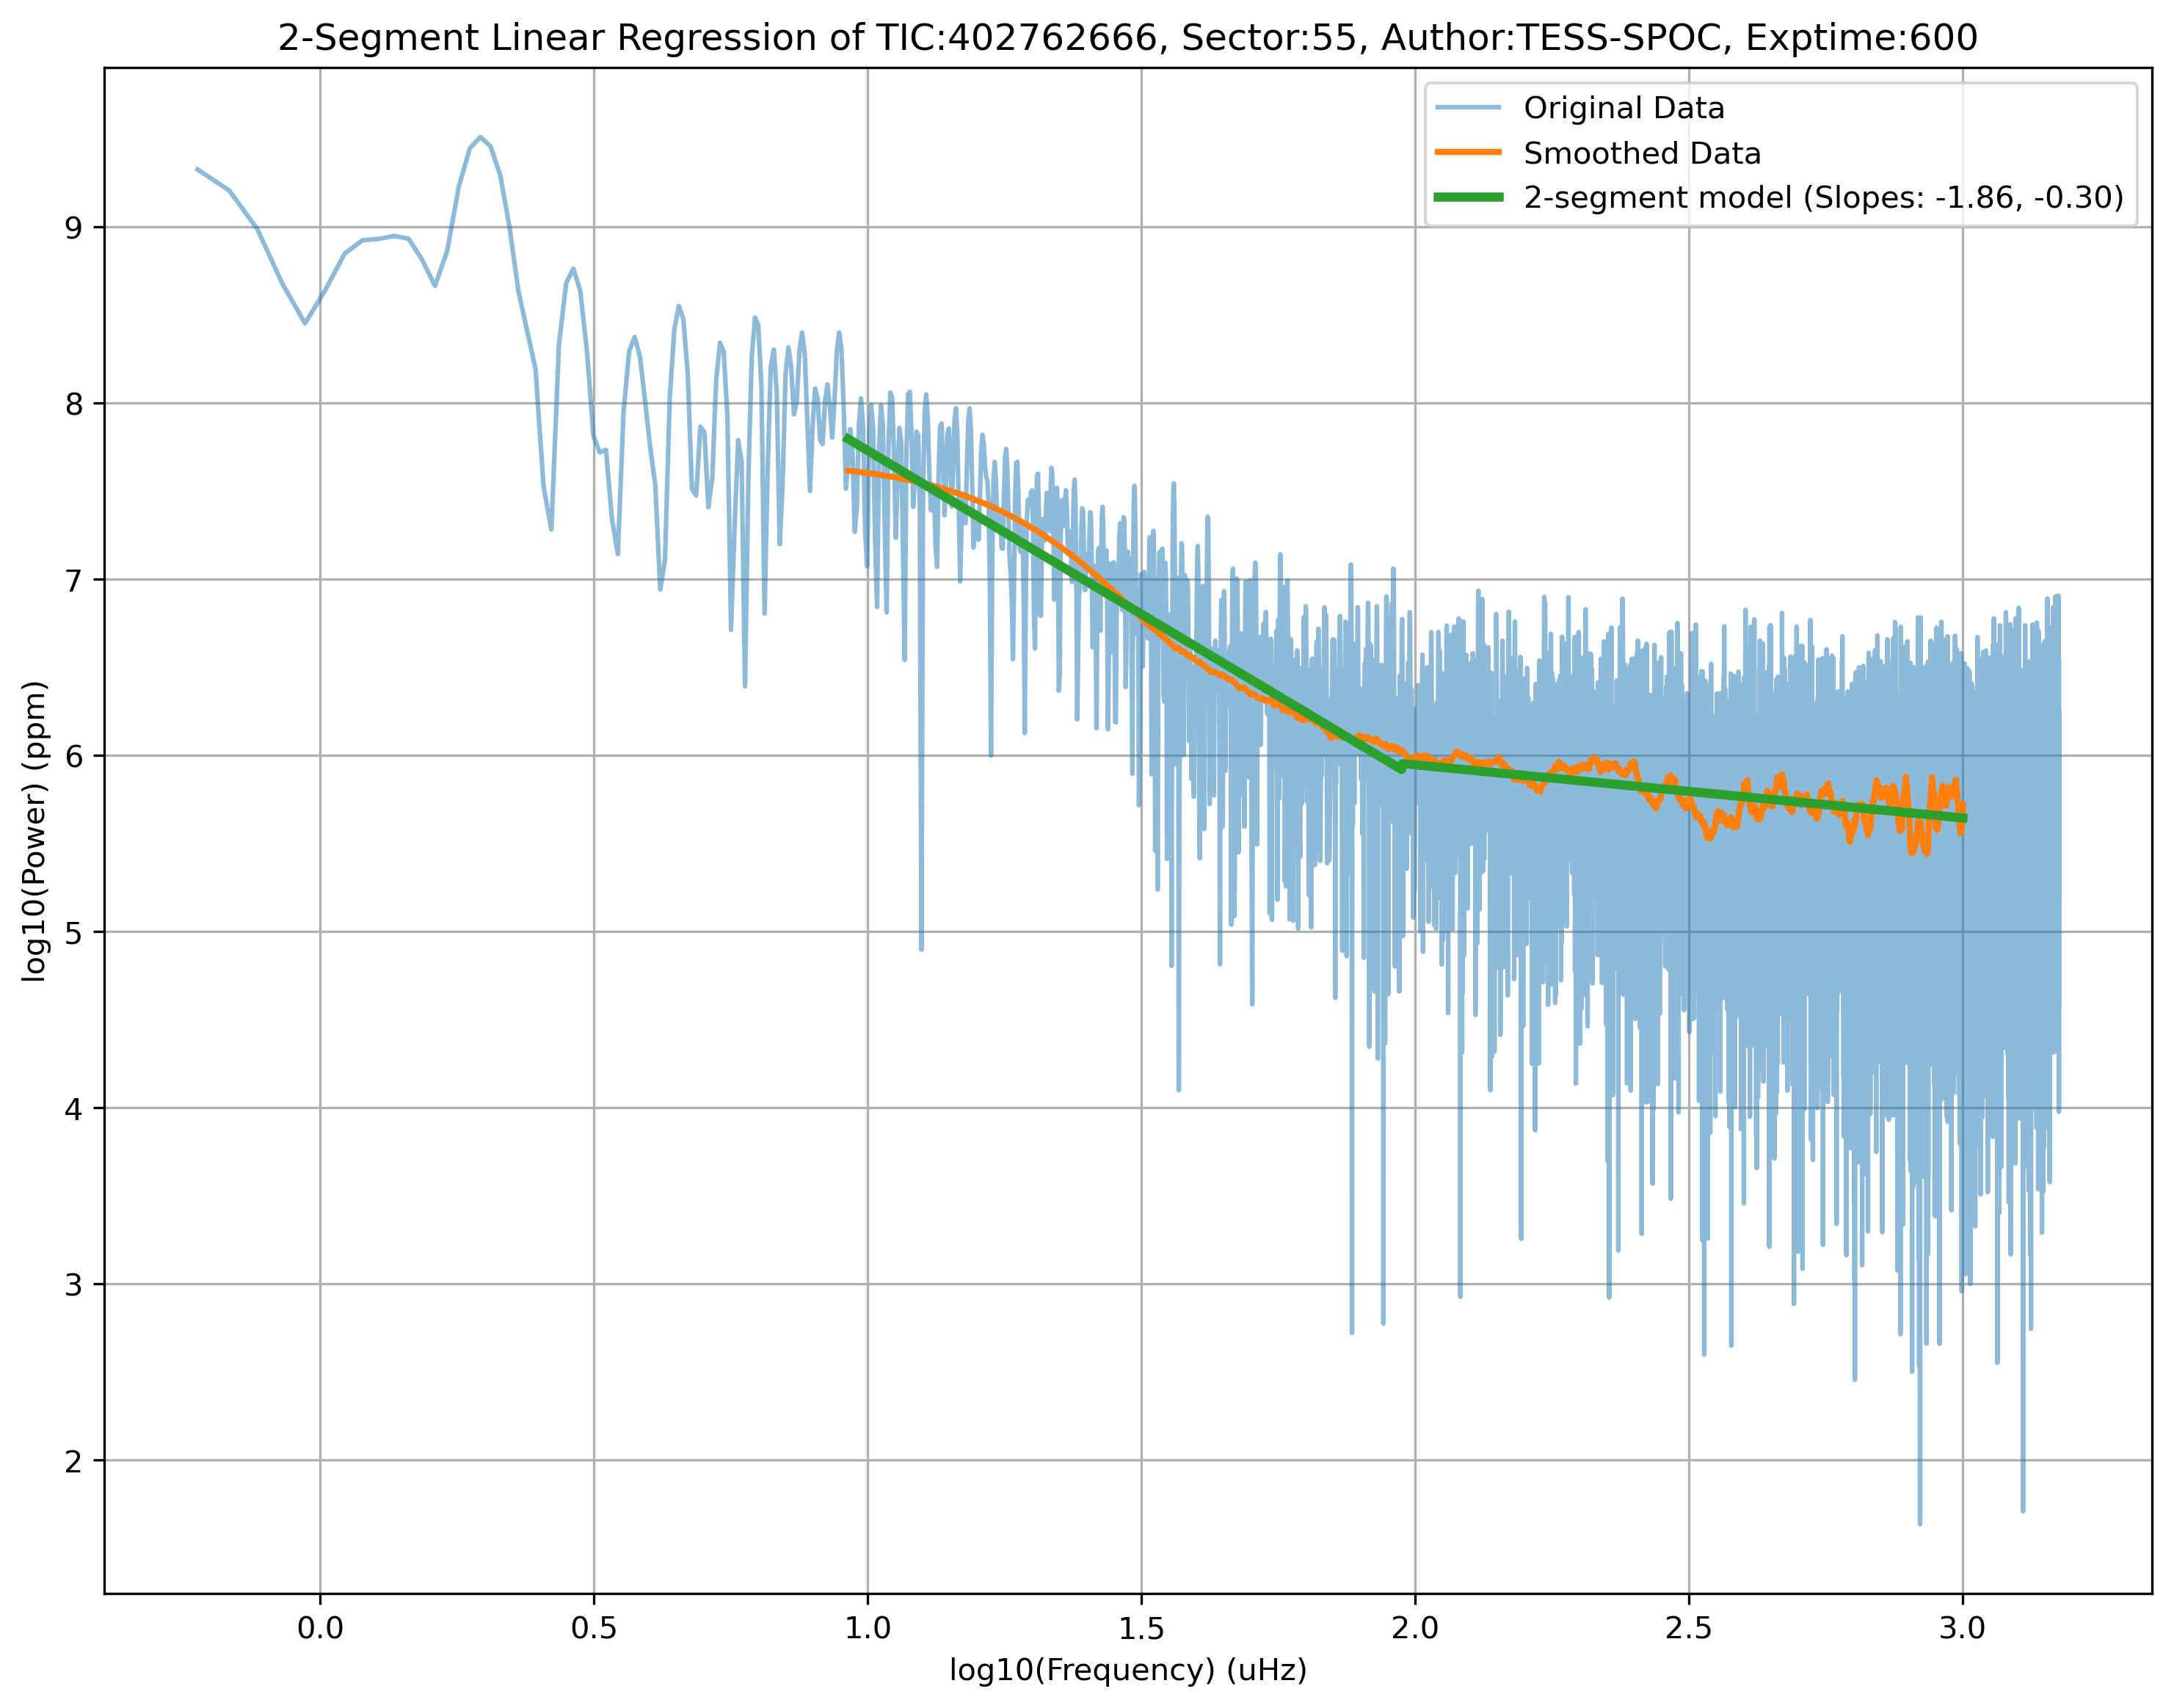 2-Segment Linear Regression of TIC:402762666, Sector:55, Author:TESS-SPOC, Exptime:600
Original Data
Smoothed Data
2-segment model (Slopes: -1.86, -0.30)
log10(Power) (ppm)
9
8
7
6
5
4
3
2
0.0 0.5 1.0 1.5 2.0 2.5 3.0
log10(Frequency) (uHz)